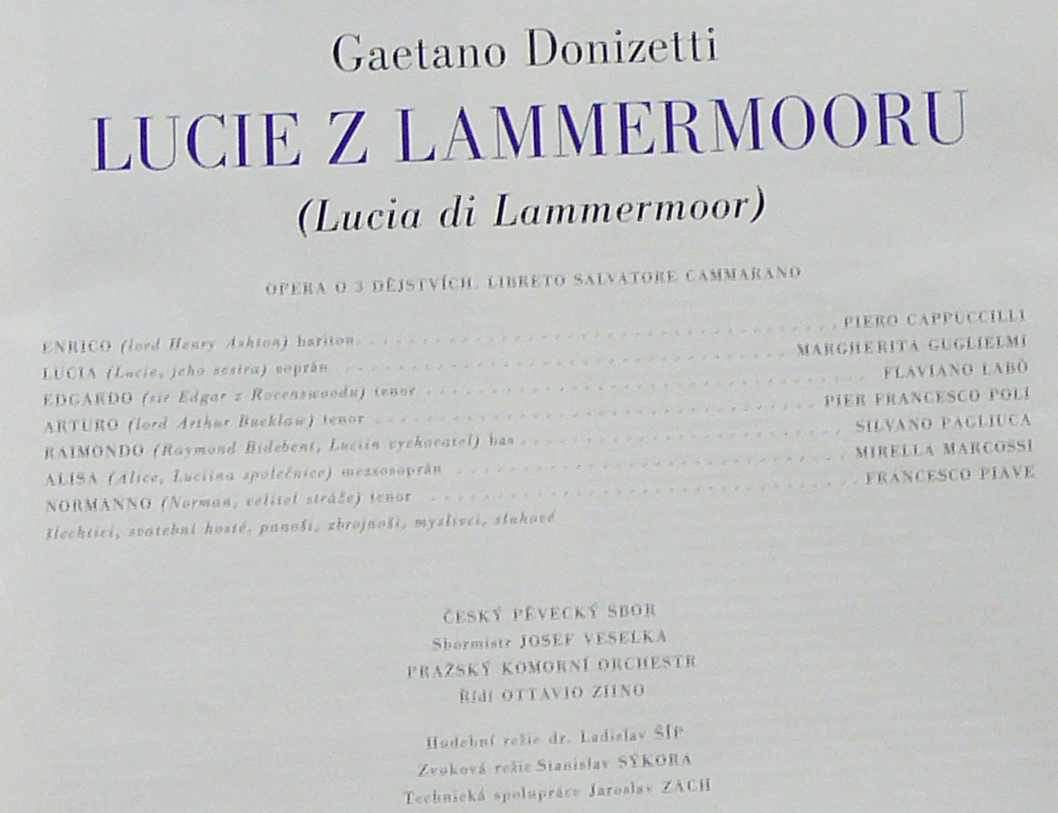 Gaetano Donizetti
LUCIE Z LAMMERMOORU
(Lucia di Lammermoor)
OPERA O 3 DĚJSTVÍCH. LIBRETO SALVATORE CAMMARANO
ENRICO (lord Henry Ashton) bariton PIERO CAPPUCCILLI
LUCIA (Lucie, jeho sestra) soprán MARGHERITA GUGLIELMI
EDGARDO (sir Edgar z Ravenswoodu) tenor FLAVIANO LABÒ
ARTURO (lord Arthur Bucklaw) tenor PIER FRANCESCO POLI
RAIMONDO (Raymond Bidebent, Luciin vychovatel) bas SILVANO PAGLIUCA
ALISA (Alice, Luciina společnice) mezzosoprán MIRELLA MARCOSSI
NORMANNO (Norman, velitel stráže) tenor FRANCESCO PIAVE
šlechtici, svatební hosté, panoši, zbrojnoši, myslivci, sluhové
ČESKÝ PĚVECKÝ SBOR
Sbormistr JOSEF VESELKA
PRAŽSKÝ KOMORNÍ ORCHESTR
Řídí OTTAVIO ZIINO
Hudební režie dr. Ladislav ŠÍP
Zvuková režie Stanislav SÝKORA
Technická spolupráce Jaroslav ZACH